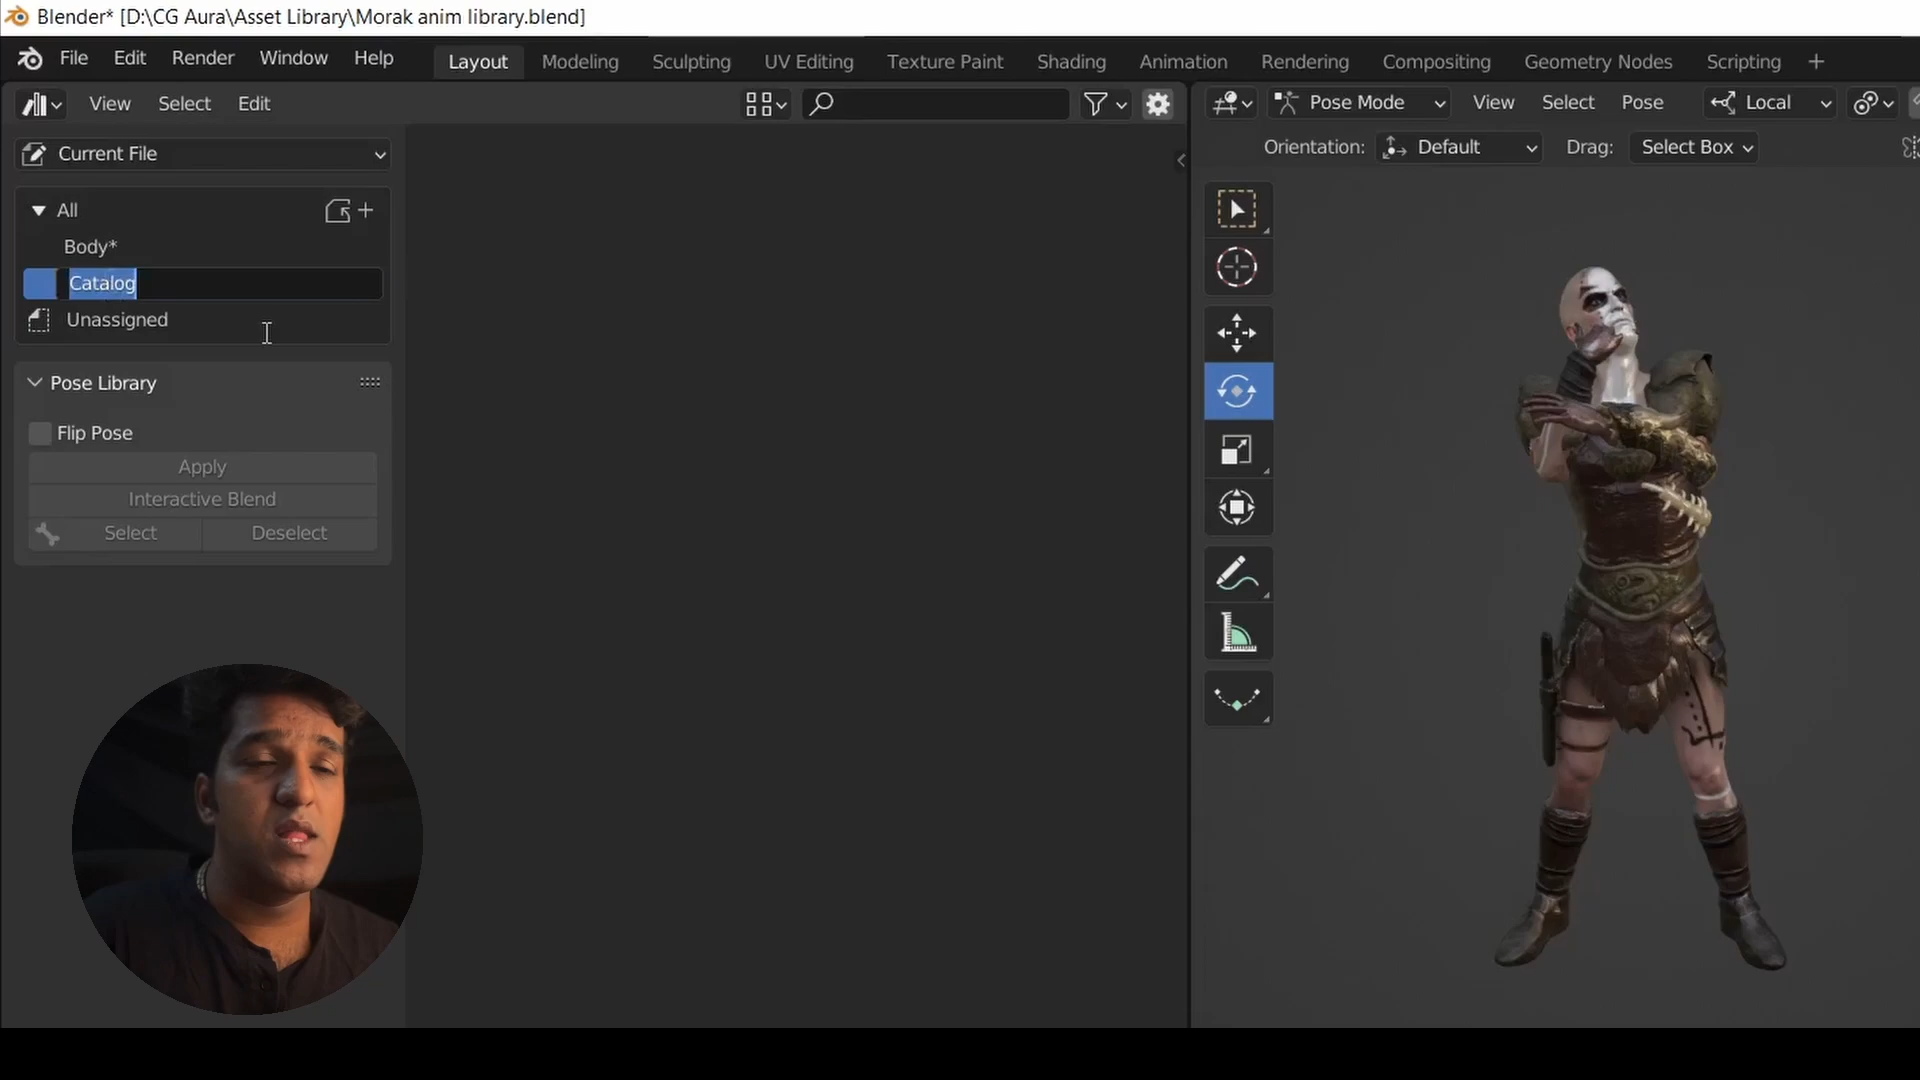 Blender* [D:\CG Aura\Asset Library\Morak anim library.blend]
File Edit Render Window Help Layout Modeling Sculpting UV Editing Texture Paint Shading Animation Rendering Compositing Geometry Nodes Scripting
View Select Edit
Pose Mode View Select Pose Local
Current File
Orientation: Default Drag: Select Box
All
Body*
Catalog
Unassigned
Pose Library
Flip Pose
Apply
Interactive Blend
Select Deselect